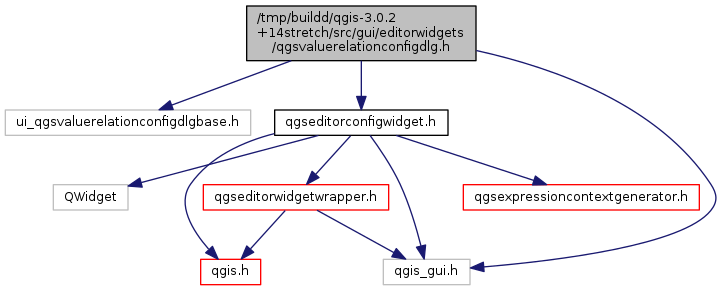 /tmp/buildd/qgis-3.0.2
+14stretch/src/gui/editorwidgets
/qgsvaluerelationconfigdlg.h
ui_qgsvaluerelationconfigdlgbase.h
qgseditorconfigwidget.h
QWidget
qgseditorwidgetwrapper.h
qgsexpressioncontextgenerator.h
qgis.h
qgis_gui.h